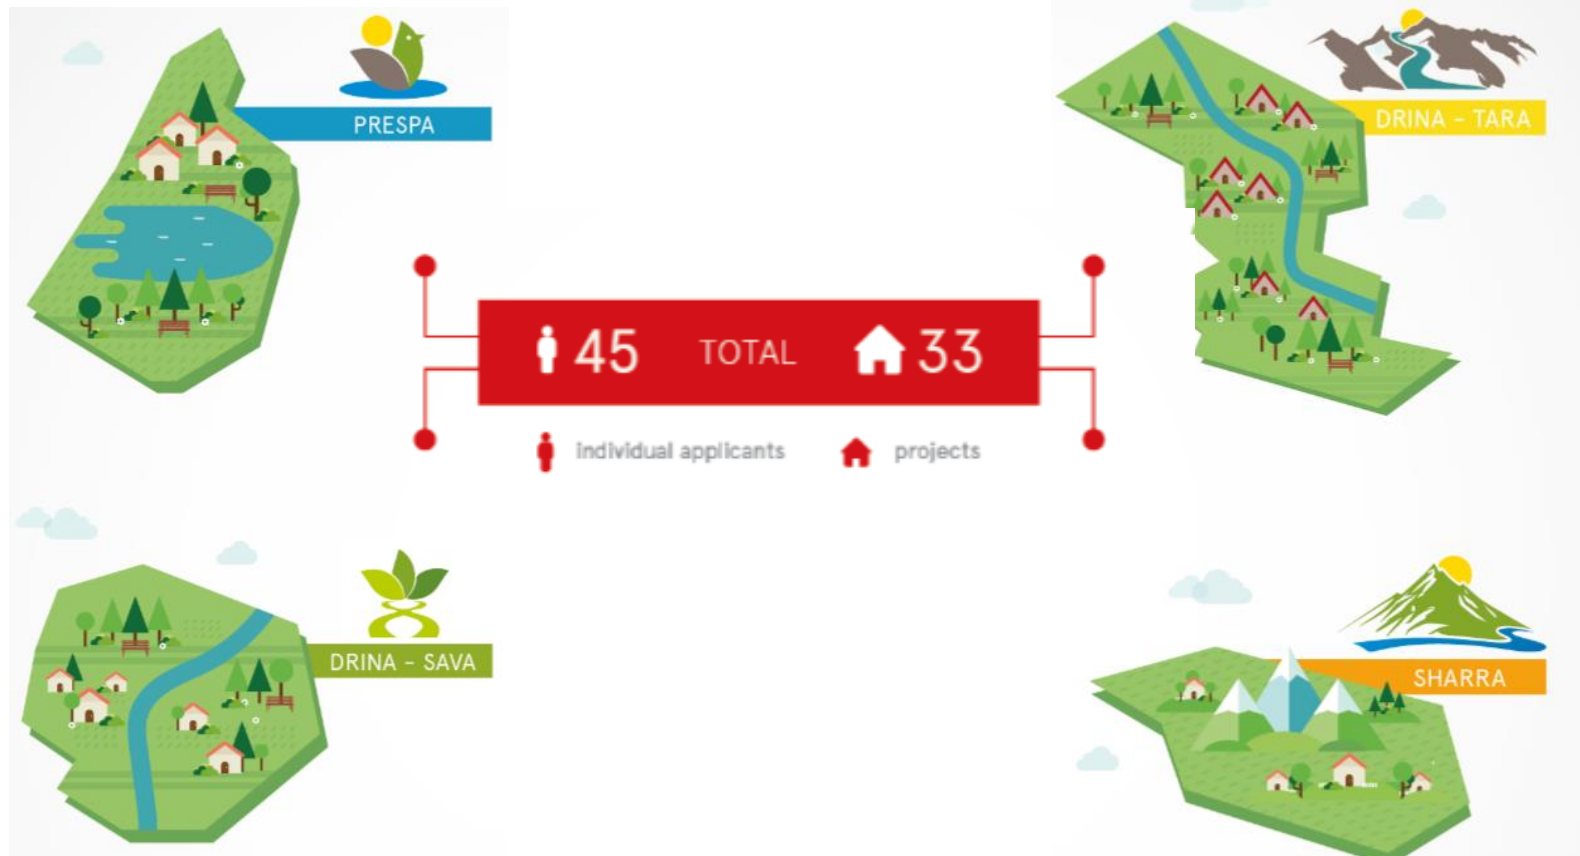 PRESPA
DRINA - TARA
45 TOTAL 33
individual applicants
projects
DRINA - SAVA
SHARRA